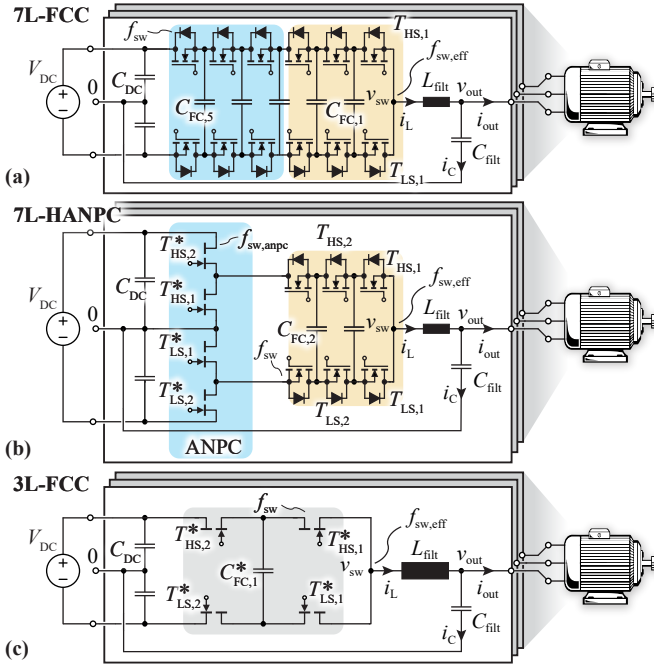 7L-FCC
f_sw
T_HS,1
f_sw,eff
V_DC
0
C_DC
C_FC,5
C_FC,1
v_sw
L_filt
v_out
i_L
i_out
i_C
C_filt
T_LS,1
+
−
(a)
7L-HANPC
T*_HS,2
f_sw,anpc
T_HS,2
T_HS,1
f_sw,eff
V_DC
0
C_DC
T*_HS,1
C_FC,2
v_sw
L_filt
v_out
T*_LS,1
f_sw
i_L
i_out
T*_LS,2
T_LS,2
T_LS,1
i_C
C_filt
+
−
ANPC
(b)
3L-FCC
f_sw
V_DC
T*_HS,2
T*_HS,1
f_sw,eff
0
C_DC
C*_FC,1
v_sw
L_filt
v_out
T*_LS,2
T*_LS,1
i_L
i_out
i_C
C_filt
+
−
(c)